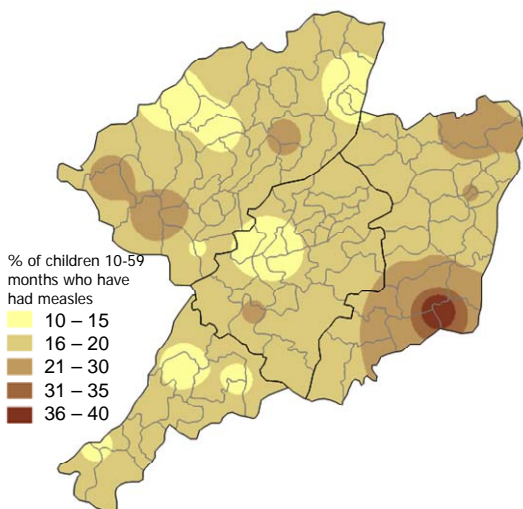 % of children 10-59
months who have
had measles
10 – 15
16 – 20
21 – 30
31 – 35
36 – 40